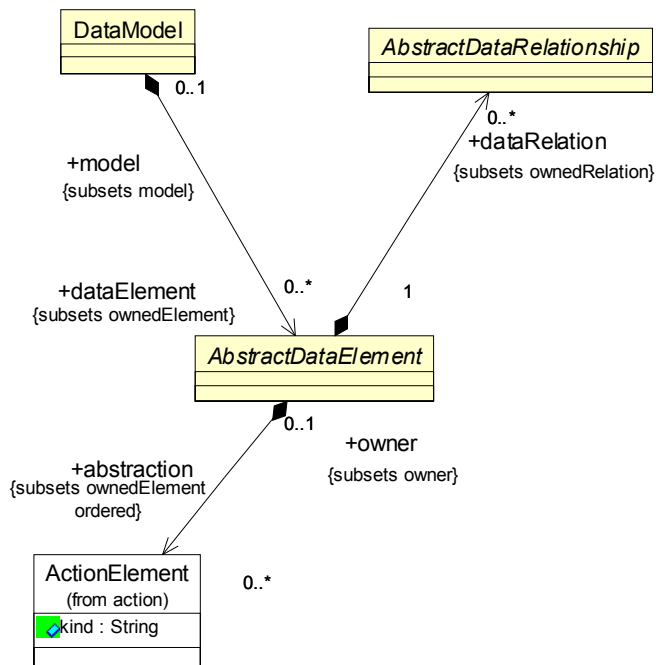 DataModel
AbstractDataRelationship
0..1
0..*
+model
{subsets model}
+dataRelation
{subsets ownedRelation}
+dataElement
{subsets ownedElement}
0..*
1
AbstractDataElement
0..1
+owner
{subsets owner}
+abstraction
{subsets ownedElement
ordered}
ActionElement
(from action)
kind : String
0..*